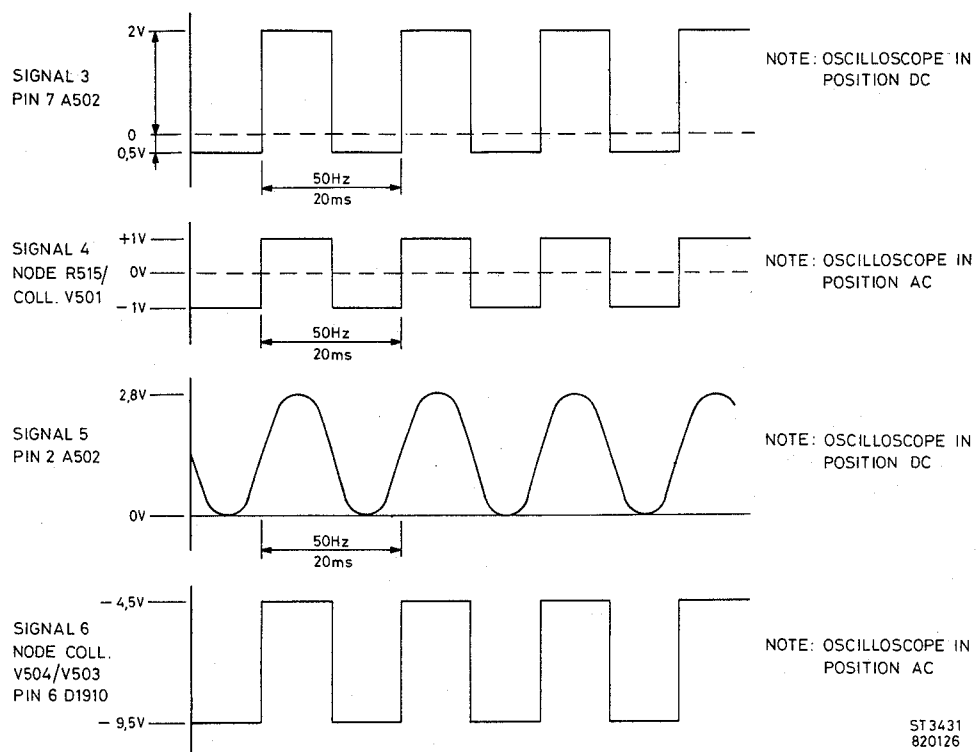 2V
SIGNAL 3
PIN 7 A502
0
0,5V
NOTE: OSCILLOSCOPE IN
POSITION DC
50Hz
20ms
SIGNAL 4
NODE R515/
COLL. V501
+1V
0V
-1V
NOTE: OSCILLOSCOPE IN
POSITION AC
50Hz
20ms
2,8V
SIGNAL 5
PIN 2 A502
0V
NOTE: OSCILLOSCOPE IN
POSITION DC
50Hz
20ms
-4,5V
SIGNAL 6
NODE COLL.
V504/V503
PIN 6 D1910
-9,5V
NOTE: OSCILLOSCOPE IN
POSITION AC
ST3431
820126